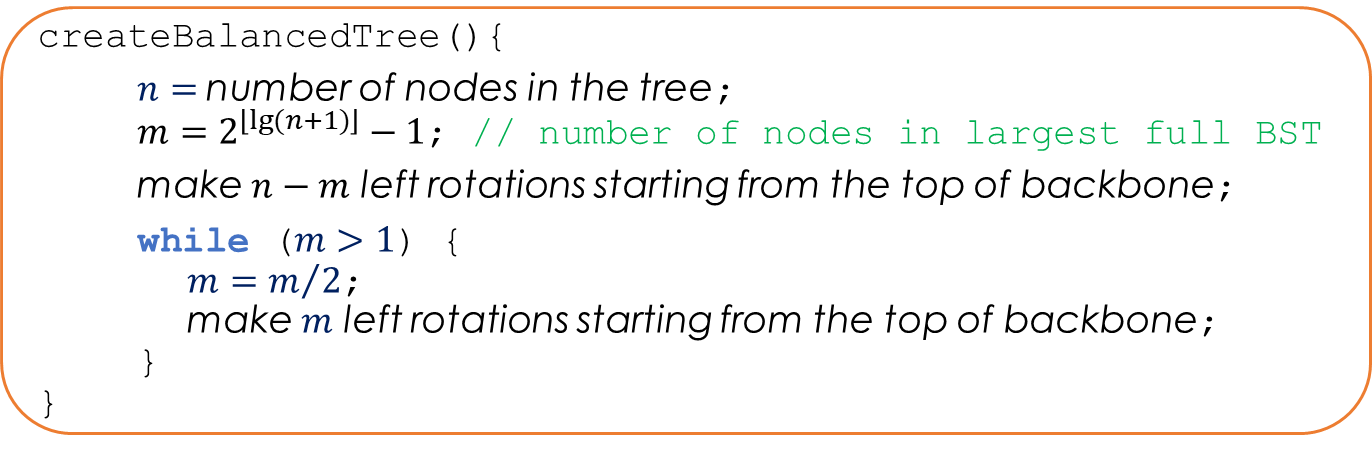 createBalancedTree(){
n = number of nodes in the tree;
m = 2^⌊lg(n+1)⌋ − 1; // number of nodes in largest full BST
make n − m left rotations starting from the top of backbone;
while (m > 1) {
m = m/2;
make m left rotations starting from the top of backbone;
}
}